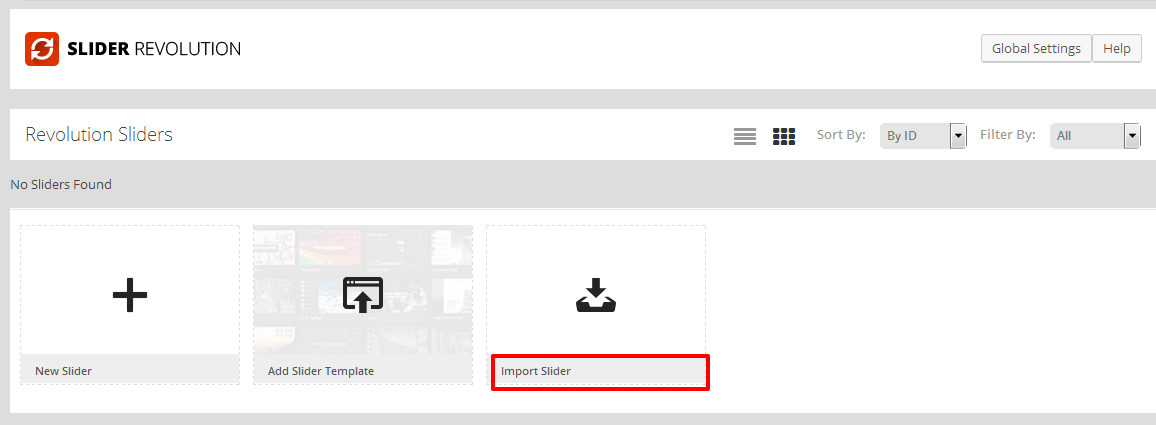 SLIDER REVOLUTION
Global Settings
Help
Revolution Sliders
Sort By:
By ID
Filter By:
All
No Sliders Found
New Slider
Add Slider Template
Import Slider